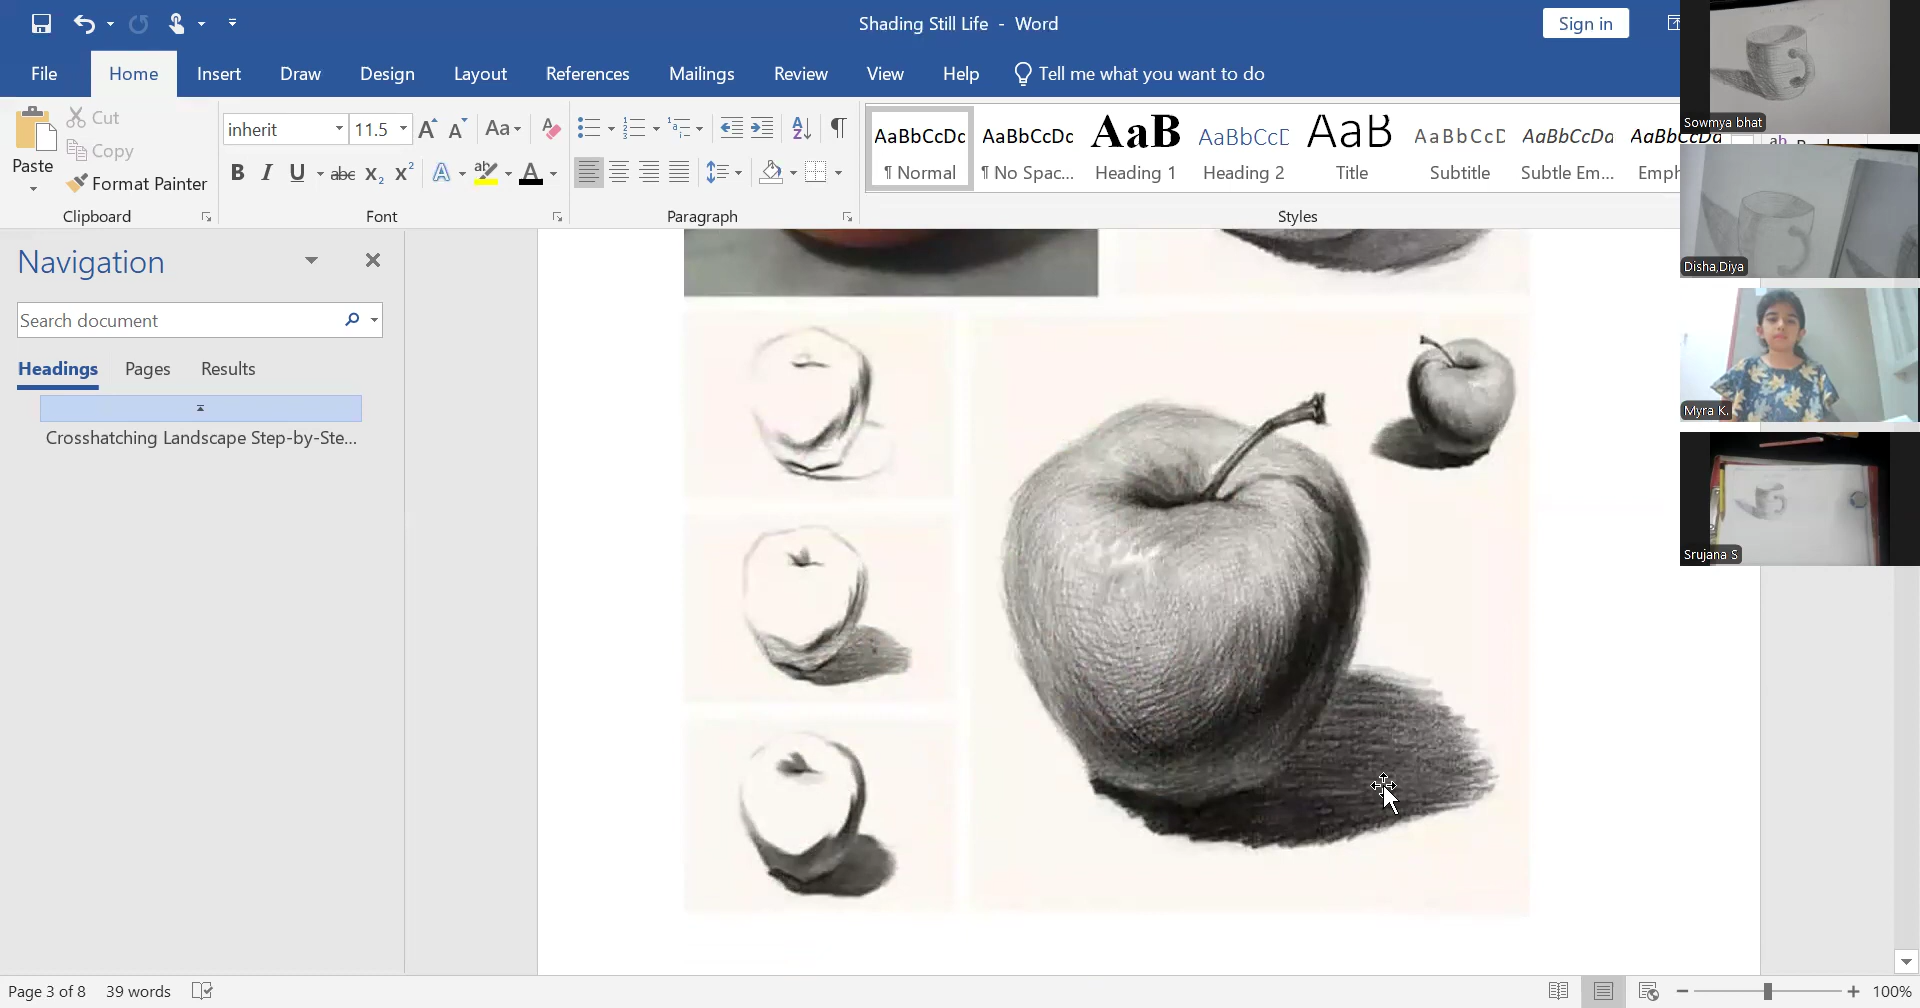 Shading Still Life - Word
Sign in
File Home Insert Draw Design Layout References Mailings Review View Help Tell me what you want to do
Paste
Cut
Copy
Format Painter
Clipboard
inherit 11.5
Font
Paragraph
AaBbCcDc
¶ Normal
AaBbCcDc
¶ No Spac...
AaB
Heading 1
AaBbCcE
Heading 2
AaB
Title
AaBbCcD
Subtitle
AaBbCcDd
Subtle Em...
AaBbCcDd
Emph
Styles
Navigation
Search document
Headings Pages Results
Crosshatching Landscape Step-by-Ste...
Sowmya bhat
Disha,Diya
Myra K.
Srujana S
Page 3 of 8 39 words
100%